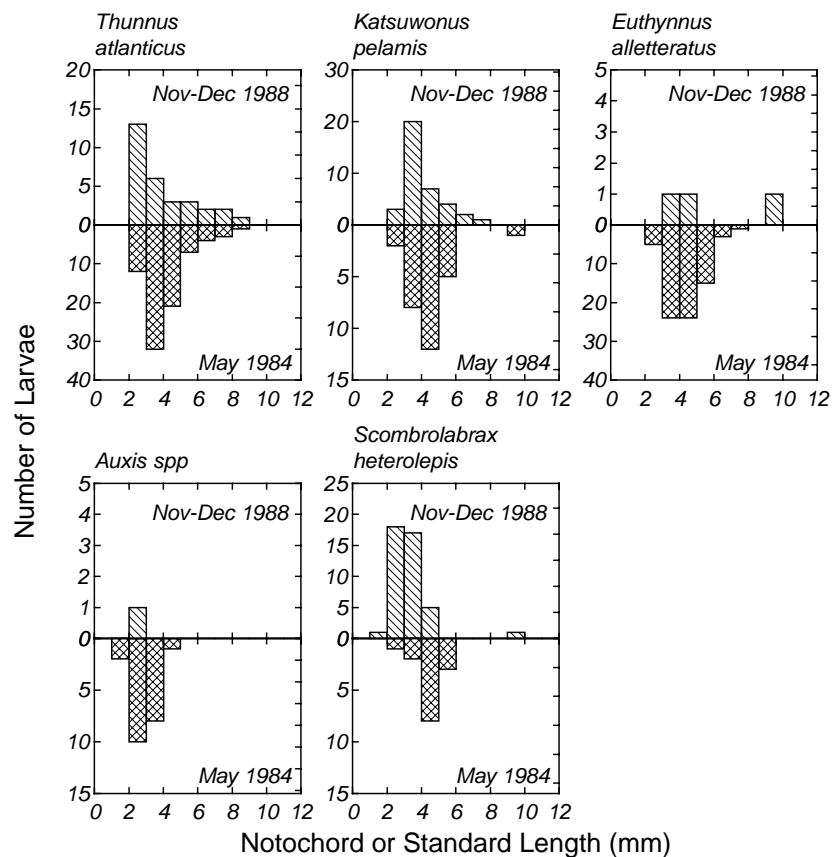 Thunnus
atlanticus
Katsuwonus
pelamis
Euthynnus
alletteratus
20
15
10
5
0
10
20
30
40
Nov-Dec 1988
May 1984
0 2 4 6 8 10 12
30
20
10
0
5
10
15
Nov-Dec 1988
May 1984
0 2 4 6 8 10 12
5
4
3
2
1
0
10
20
30
40
Nov-Dec 1988
May 1984
0 2 4 6 8 10 12
Number of Larvae
Auxis spp
Scombrolabrax
heterolepis
5
4
3
2
1
0
5
10
15
Nov-Dec 1988
May 1984
0 2 4 6 8 10 12
25
20
15
10
5
0
5
10
15
Nov-Dec 1988
May 1984
0 2 4 6 8 10 12
Notochord or Standard Length (mm)